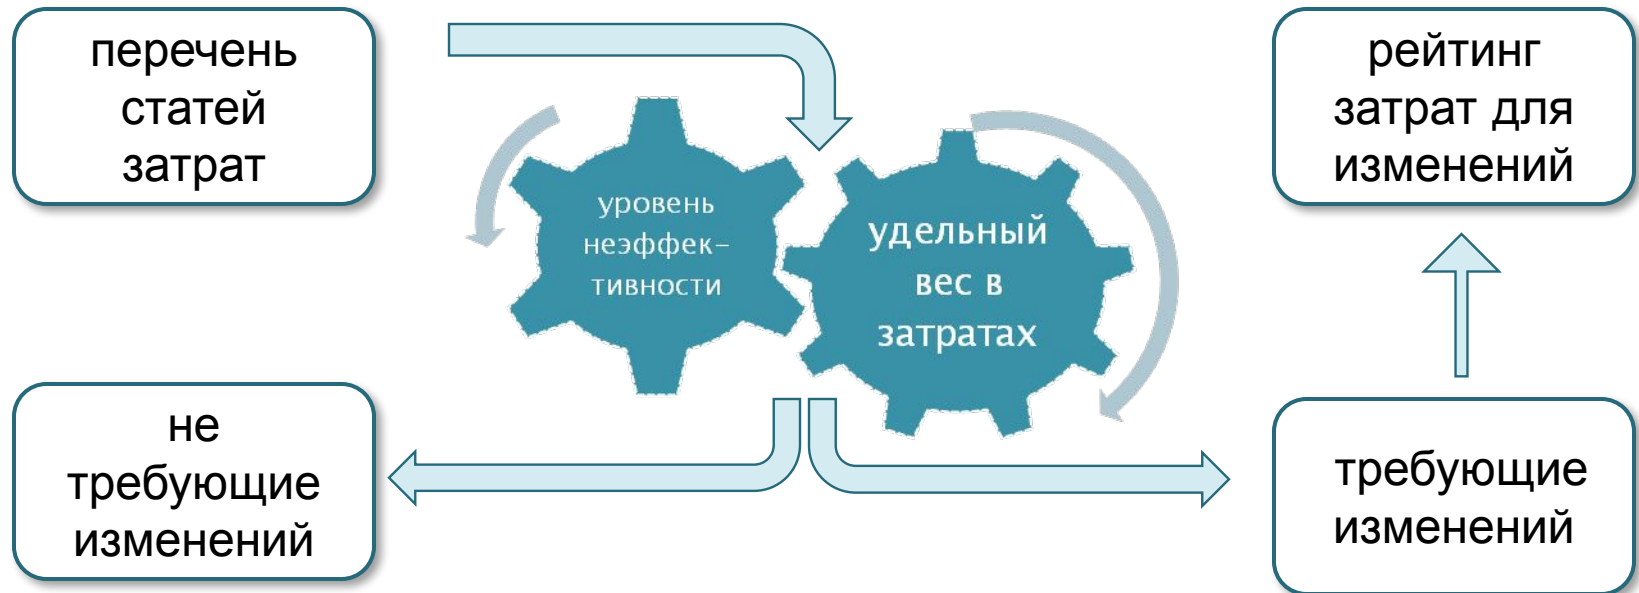 перечень
статей
затрат
уровень
неэффек-
тивности
удельный
вес в
затратах
рейтинг
затрат для
изменений
не
требующие
изменений
требующие
изменений